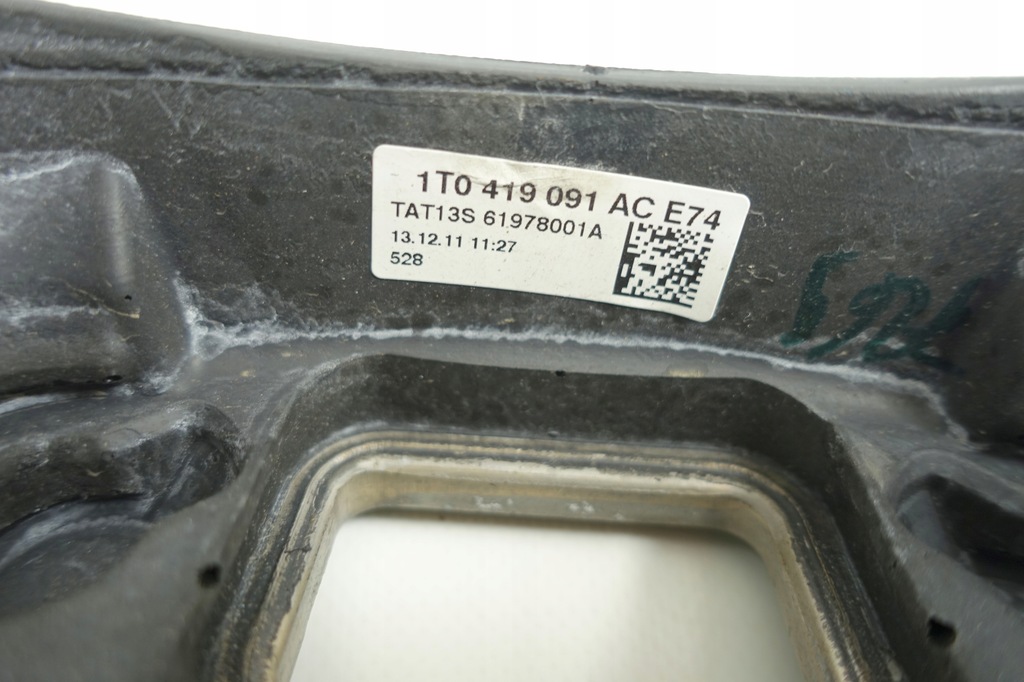 1T0 419 091 AC E74
TAT13S 61978001A
13.12.11 11:27
528